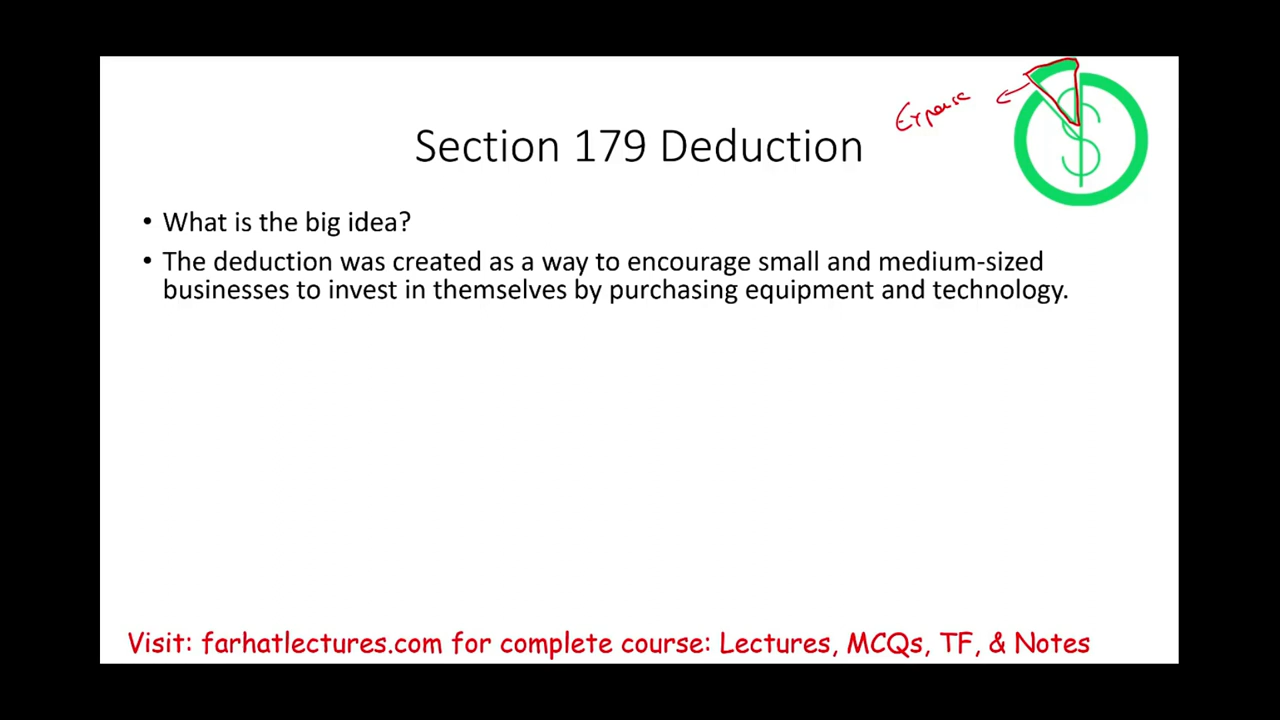 Expense
Section 179 Deduction
• What is the big idea?
• The deduction was created as a way to encourage small and medium-sized
businesses to invest in themselves by purchasing equipment and technology.
Visit: farhatlectures.com for complete course: Lectures, MCQs, TF, & Notes